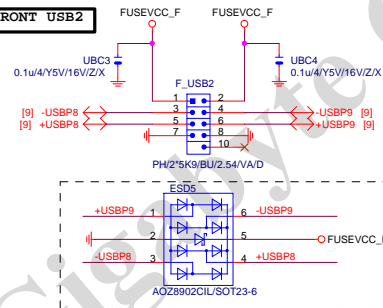 RONT USB2
FUSEVCC_F
FUSEVCC_F
UBC3
0.1u/4/Y5V/16V/Z/X
UBC4
0.1u/4/Y5V/16V/Z/X
F_USB2
1 2
[9] -USBP8 3 4 -USBP9 [9]
[9] +USBP8 5 6 +USBP9 [9]
7 8
10
PH/2*5K9/BU/2.54/VA/D
ESD5
+USBP9 1 6 -USBP9
2 5 FUSEVCC_
-USBP8 3 4 +USBP8
AOZ8902CIL/SOT23-6
Gigabyte